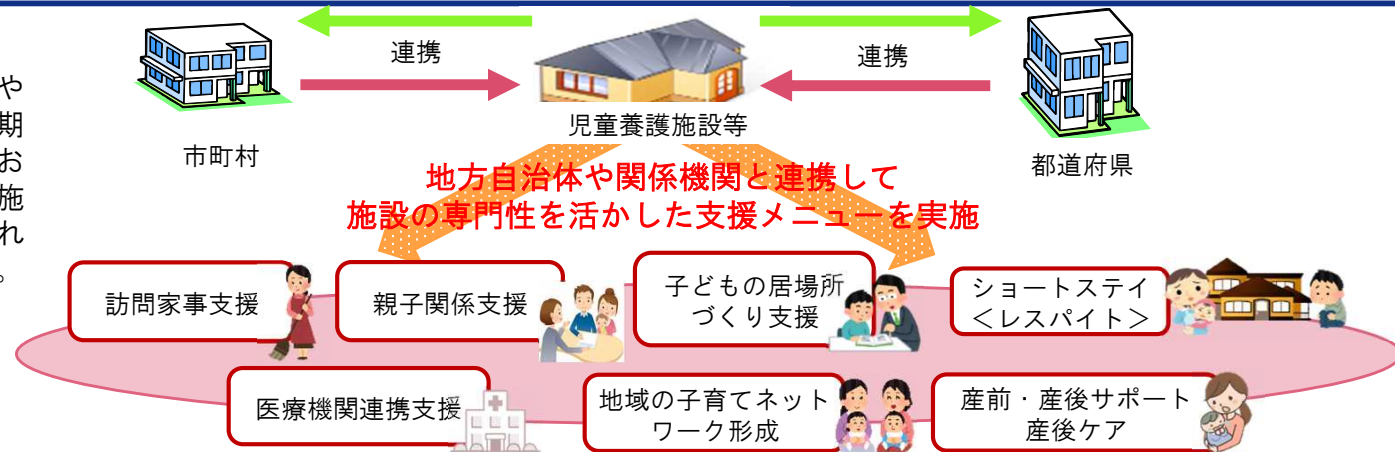 や
期
お
施
れ
。
連携
連携
児童養護施設等
市町村
都道府県
地方自治体や関係機関と連携して
施設の専門性を活かした支援メニューを実施
訪問家事支援
親子関係支援
子どもの居場所
づくり支援
ショートステイ
＜レスパイト＞
医療機関連携支援
地域の子育てネット
ワーク形成
産前・産後サポート
産後ケア